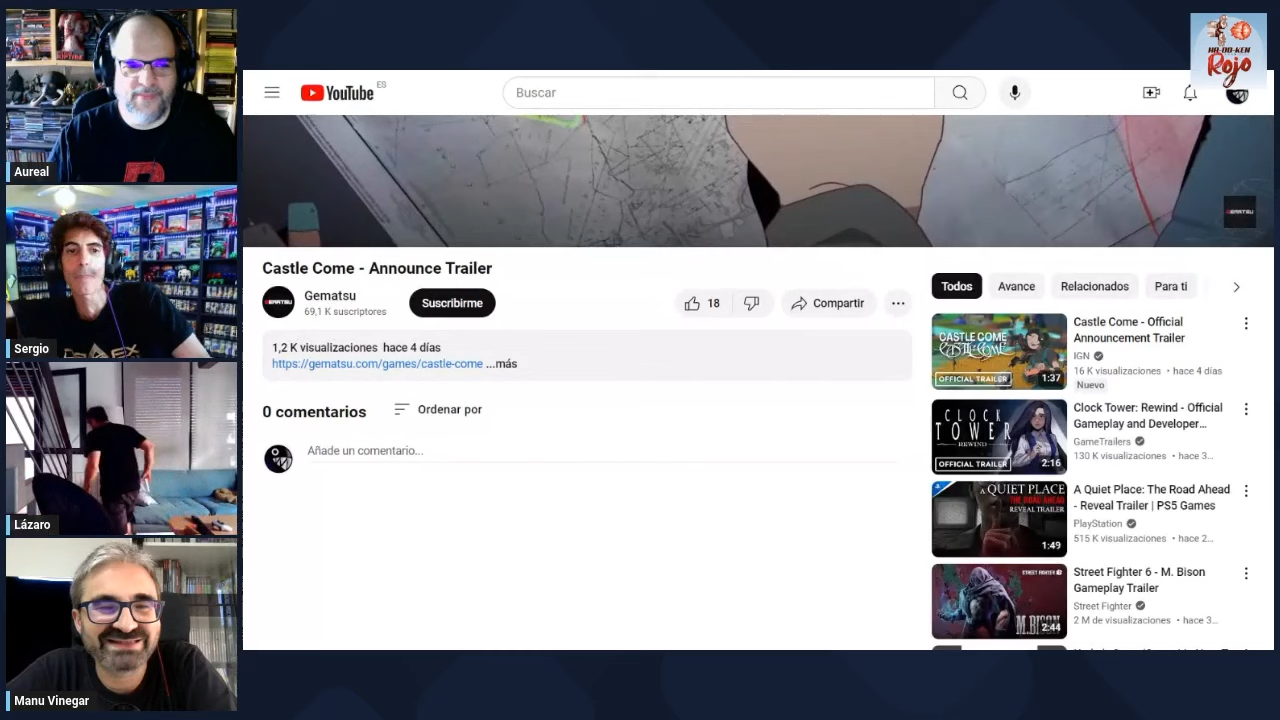 RIPTIDE
Aureal
Sergio
Lázaro
Manu Vinegar
YouTube ES
Buscar
HA-DO-KEN
Rojo
GEMATSU
Castle Come - Announce Trailer
GEMATSU
Gematsu
69,1 K suscriptores
Suscribirme
18
Compartir
1,2 K visualizaciones hace 4 días
https://gematsu.com/games/castle-come ...más
0 comentarios
Ordenar por
Añade un comentario...
Todos
Avance
Relacionados
Para ti
CASTLE COME
CASTLE COME
OFFICIAL TRAILER
1:37
Castle Come - Official
Announcement Trailer
IGN
16 K visualizaciones • hace 4 días
Nuevo
CLOCK
TOWER
REWIND
OFFICIAL TRAILER
2:16
Clock Tower: Rewind - Official
Gameplay and Developer...
GameTrailers
130 K visualizaciones • hace 3...
A QUIET PLACE
THE ROAD AHEAD
REVEAL TRAILER
1:49
A Quiet Place: The Road Ahead
- Reveal Trailer | PS5 Games
PlayStation
515 K visualizaciones • hace 2...
STREET FIGHTER 6
M.BISON
2:44
Street Fighter 6 - M. Bison
Gameplay Trailer
Street Fighter
2 M de visualizaciones • hace 3...